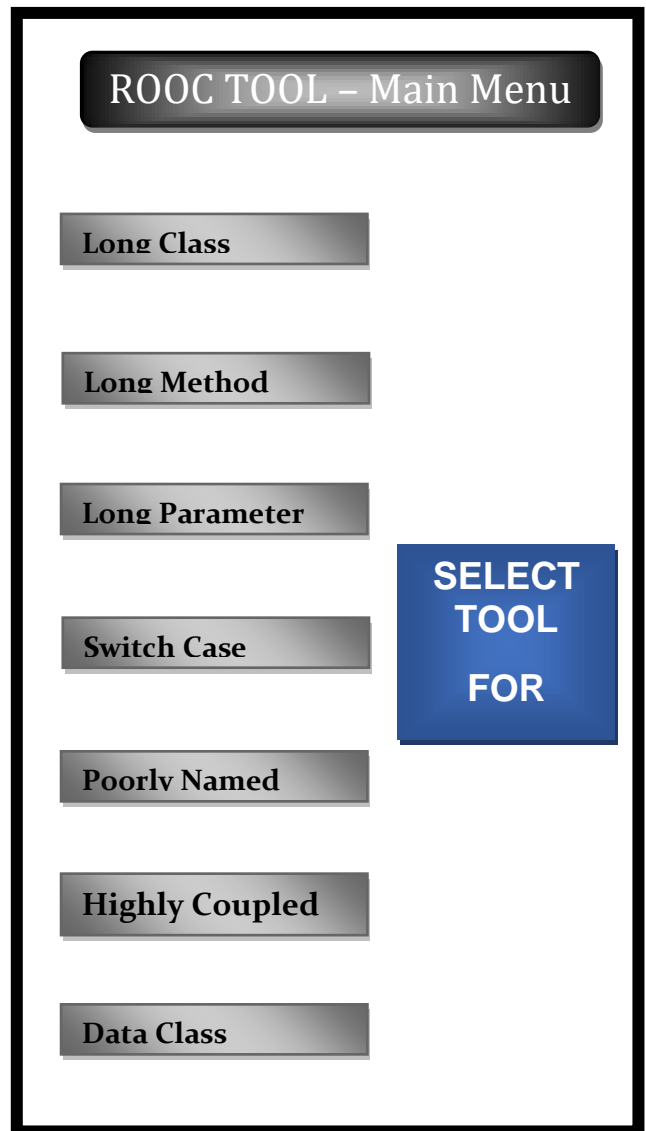 ROOC TOOL – Main Menu
Long Class
Long Method
Long Parameter
Switch Case
Poorly Named
Highly Coupled
Data Class
SELECT
TOOL
FOR